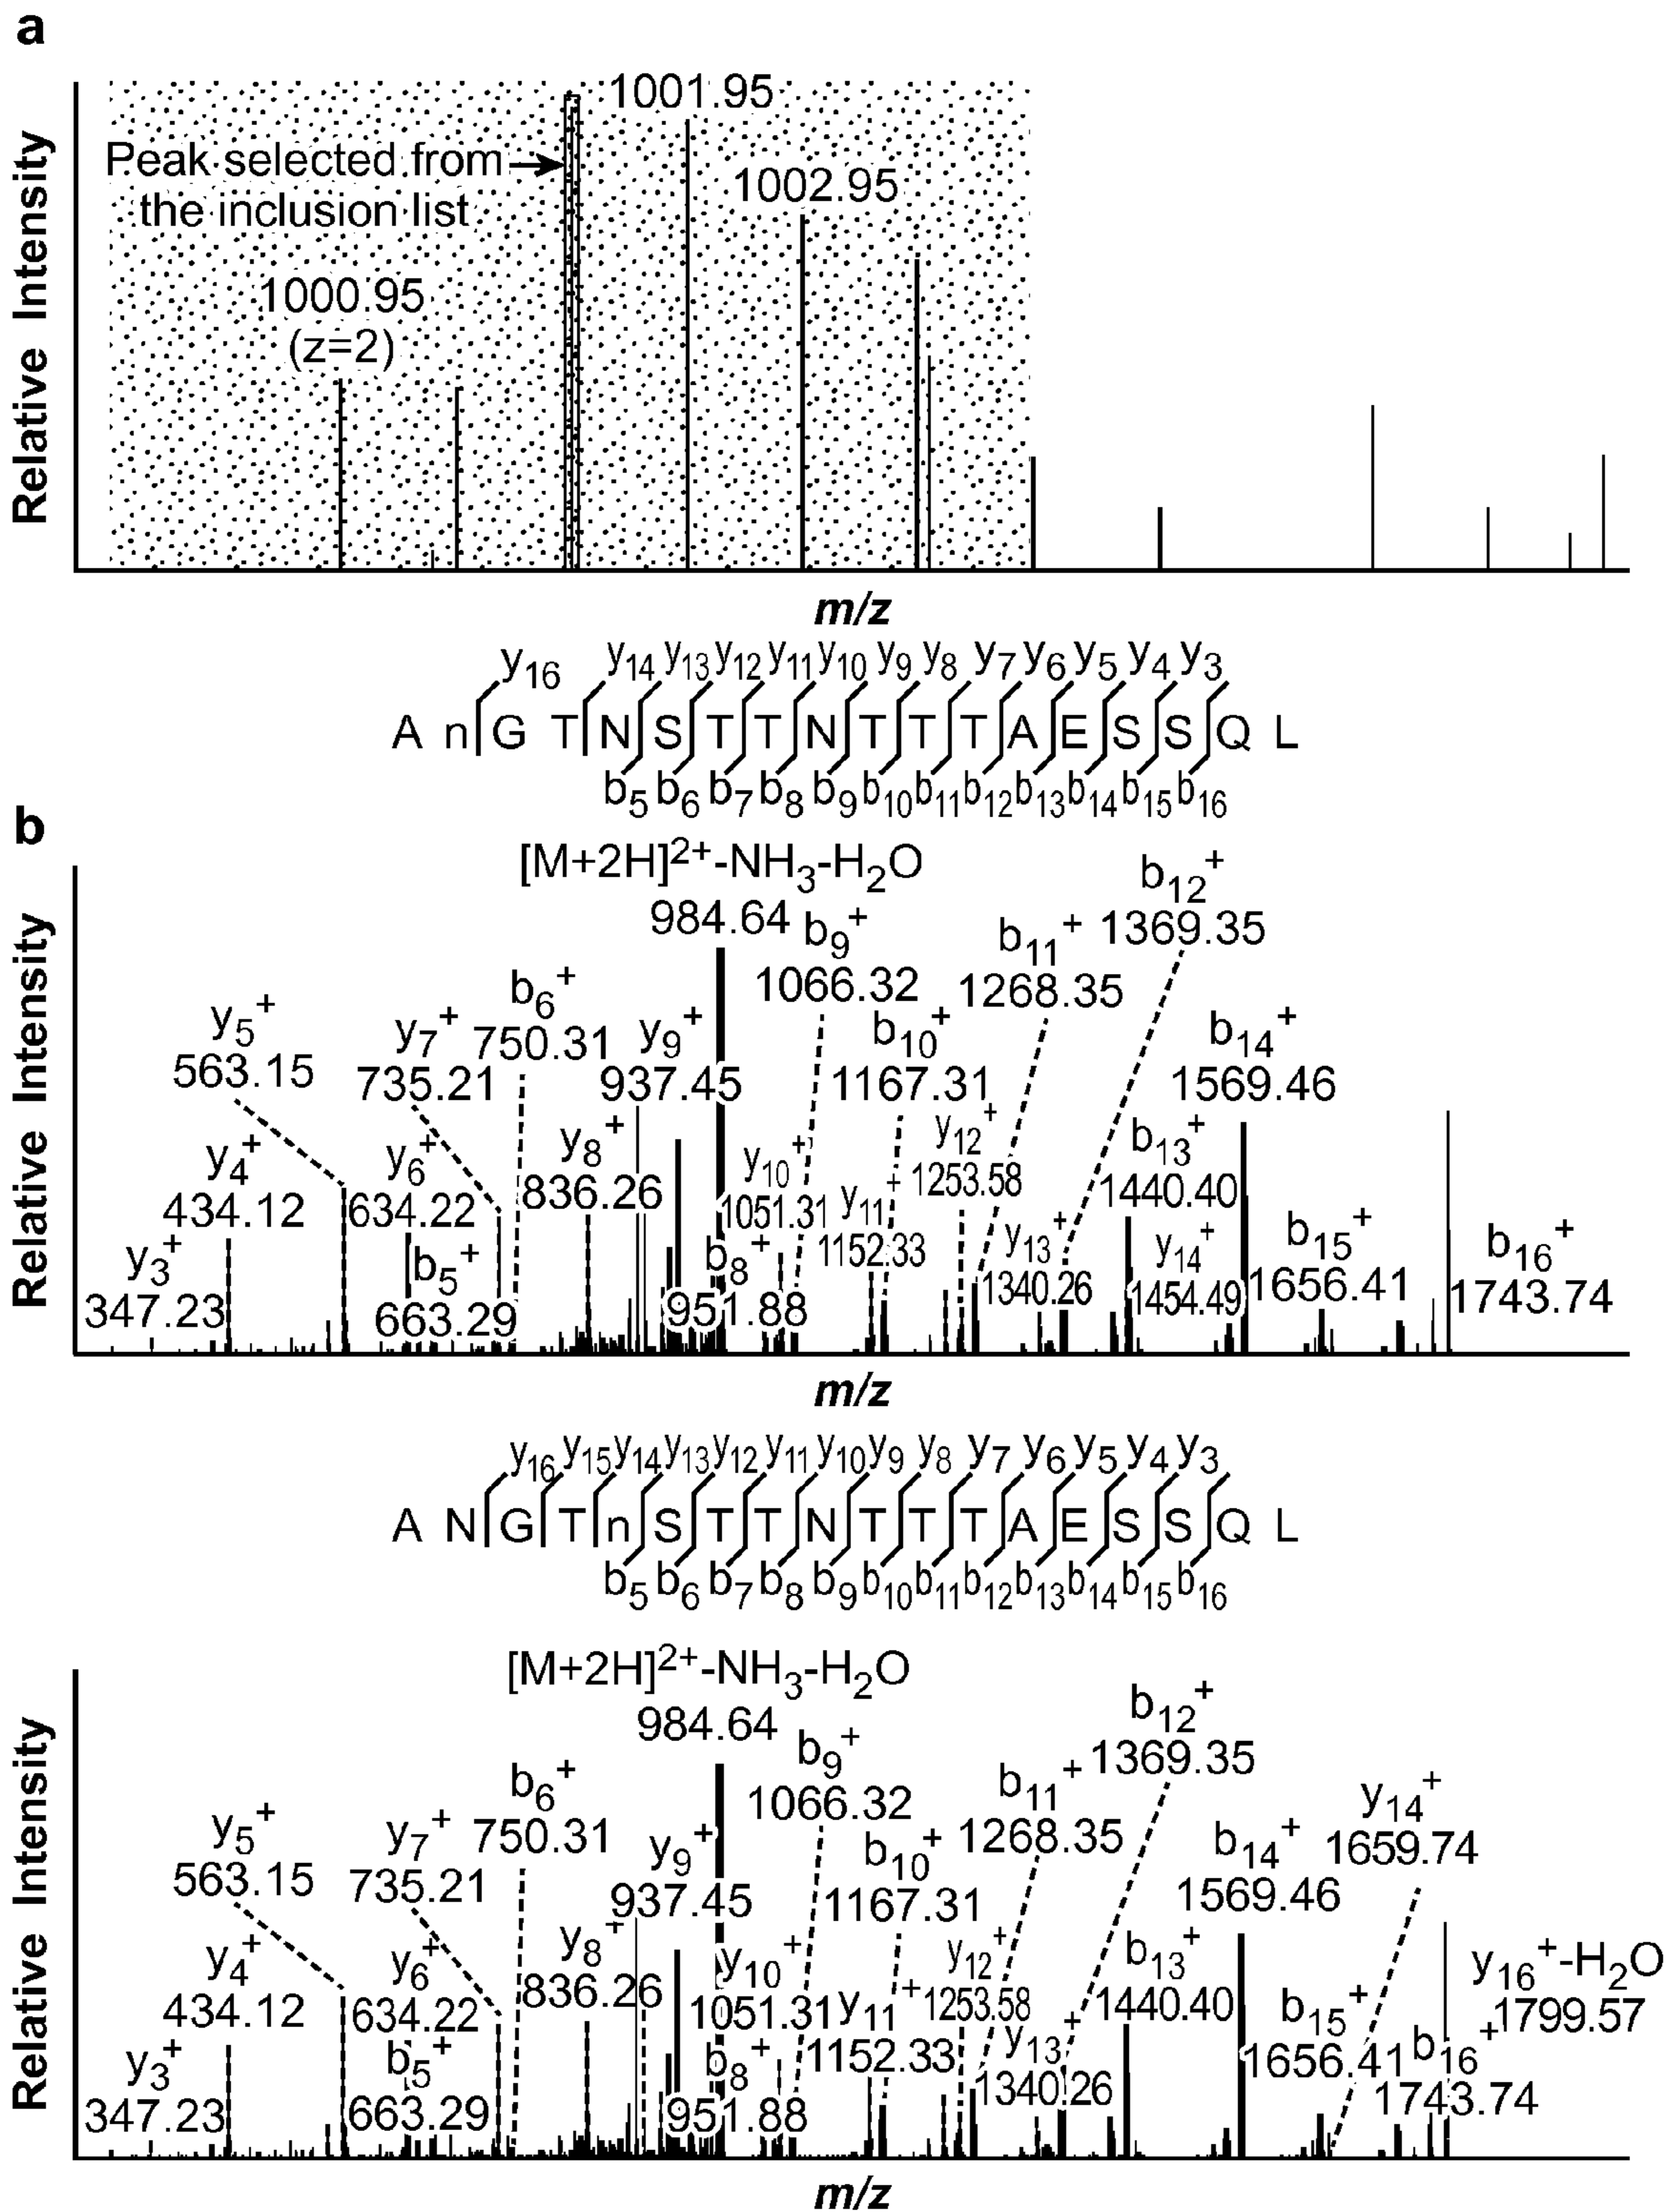 a
Relative Intensity
1001.95
Peak selected from
the inclusion list
1002.95
1000.95
(z=2)
m/z
y16 y14 y13 y12 y11 y10 y9 y8 y7 y6 y5 y4 y3
A n G T N S T T N T T T A E S S Q L
b5 b6 b7 b8 b9 b10 b11 b12 b13 b14 b15 b16
b
Relative Intensity
[M+2H]2+-NH3-H2O
984.64
b12+
1369.35
b9+
1066.32
b11+
1268.35
b6+
750.31
y5+
563.15
y7+
735.21
y9+
937.45
b10+
1167.31
b14+
1569.46
y4+
434.12
y6+
634.22
y8+
836.26
y10+
1051.31
y11+
1152.33
y12+
1253.58
b13+
1440.40
y3+
347.23
b5+
663.29
b8+
951.88
y13+
1340.26
y14+
1454.49
b15+
1656.41
b16+
1743.74
m/z
y16 y15 y14 y13 y12 y11 y10 y9 y8 y7 y6 y5 y4 y3
A N G T n S T T N T T T A E S S Q L
b5 b6 b7 b8 b9 b10 b11 b12 b13 b14 b15 b16
Relative Intensity
[M+2H]2+-NH3-H2O
984.64
b12+
1369.35
b9+
1066.32
b6+
750.31
b11+
1268.35
y14+
1659.74
y5+
563.15
y7+
735.21
y9+
937.45
b10+
1167.31
b14+
1569.46
y4+
434.12
y6+
634.22
y8+
836.26
y10+
1051.31
y11+
1152.33
y12+
1253.58
b13+
1440.40
y16+-H2O
1799.57
y3+
347.23
b5+
663.29
b8+
951.88
y13+
1340.26
b15+
1656.41
b16+
1743.74
m/z